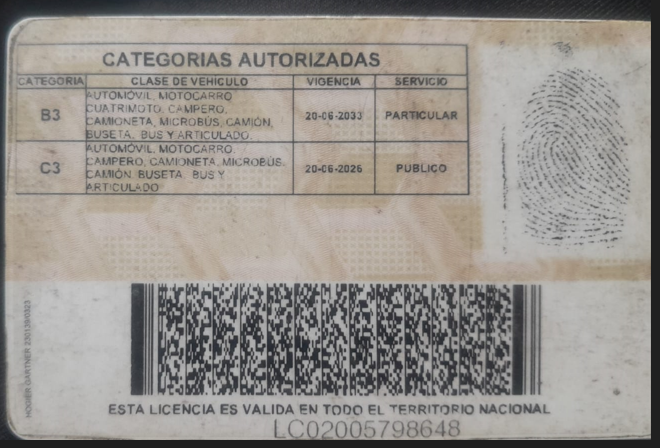 CATEGORIAS AUTORIZADAS
CATEGORIA CLASE DE VEHICULO VIGENCIA SERVICIO
B3
AUTOMÓVIL, MOTOCARRO
CUATRIMOTO, CAMPERO,
CAMIONETA, MICROBÚS, CAMIÓN,
BUSETA, BUS Y ARTICULADO
20-06-2033
PARTICULAR
C3
AUTOMÓVIL, MOTOCARRO,
CAMPERO, CAMIONETA, MICROBÚS,
CAMIÓN, BUSETA, BUS Y
ARTICULADO
20-06-2026
PUBLICO
ESTA LICENCIA ES VALIDA EN TODO EL TERRITORIO NACIONAL
LC02005798648